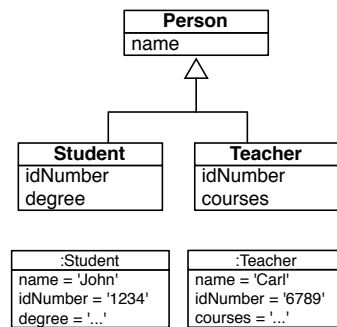 Person
name
Student
idNumber
degree
Teacher
idNumber
courses
:Student
name = 'John'
idNumber = '1234'
degree = '...'
:Teacher
name = 'Carl'
idNumber = '6789'
courses = '...'